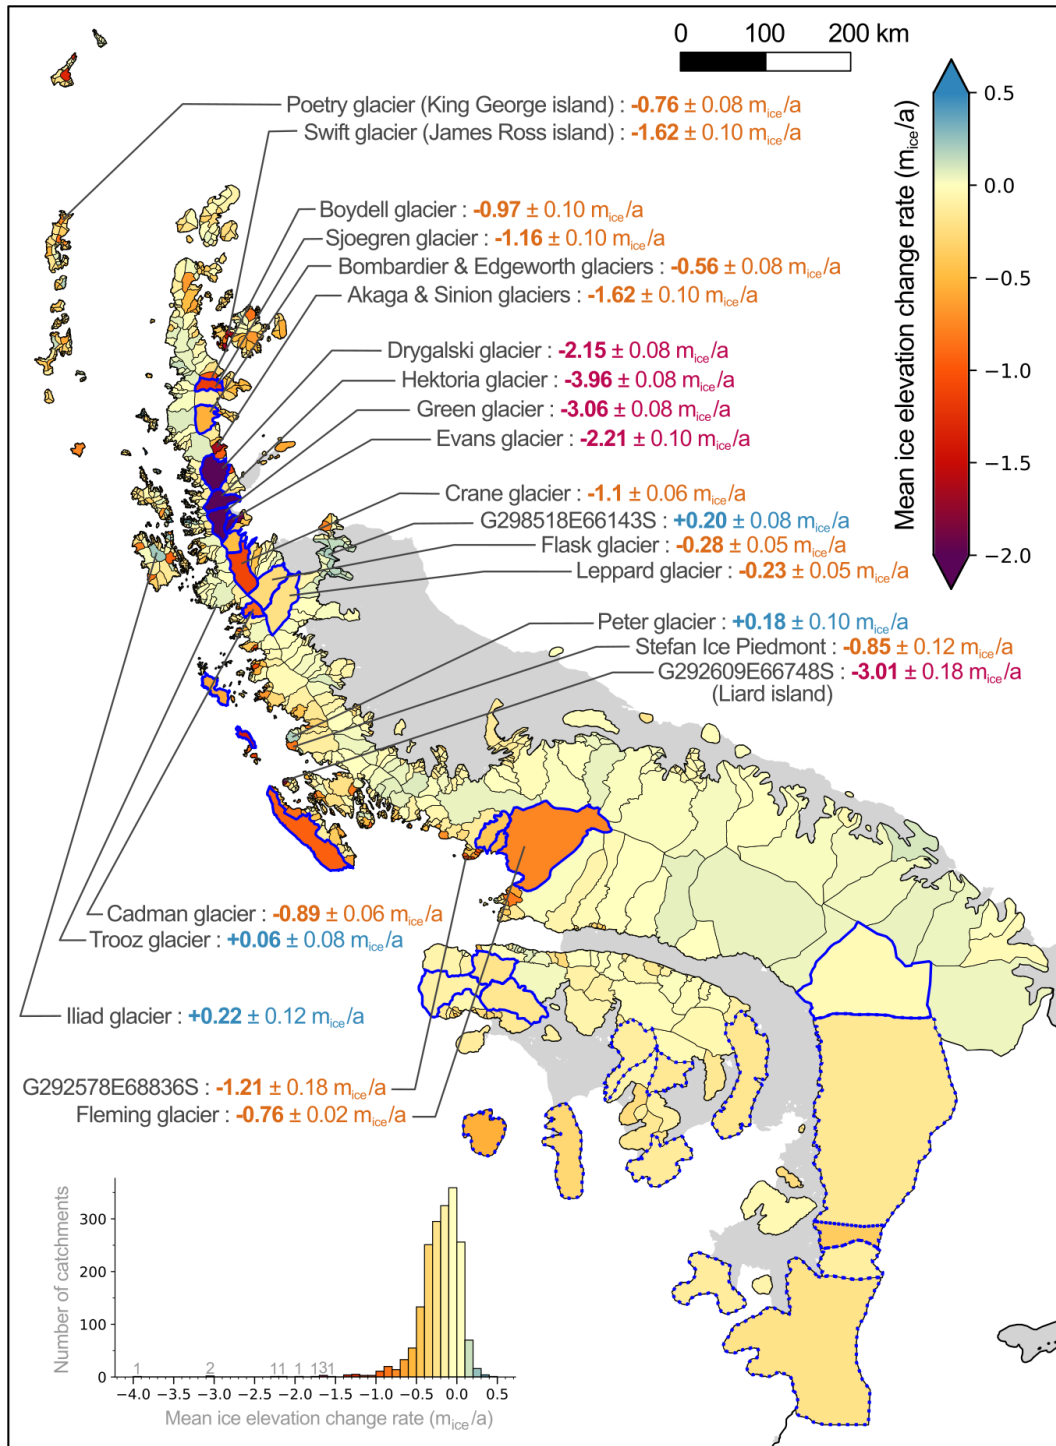 0 100 200 km
Poetry glacier (King George island) : -0.76 ± 0.08 mice/a
Swift glacier (James Ross island) : -1.62 ± 0.10 mice/a
Boydell glacier : -0.97 ± 0.10 mice/a
Sjoegren glacier : -1.16 ± 0.10 mice/a
Bombardier & Edgeworth glaciers : -0.56 ± 0.08 mice/a
Akaga & Sinion glaciers : -1.62 ± 0.10 mice/a
Drygalski glacier : -2.15 ± 0.08 mice/a
Hektoria glacier : -3.96 ± 0.08 mice/a
Green glacier : -3.06 ± 0.08 mice/a
Evans glacier : -2.21 ± 0.10 mice/a
Crane glacier : -1.1 ± 0.06 mice/a
G298518E66143S : +0.20 ± 0.08 mice/a
Flask glacier : -0.28 ± 0.05 mice/a
Leppard glacier : -0.23 ± 0.05 mice/a
Peter glacier : +0.18 ± 0.10 mice/a
Stefan Ice Piedmont : -0.85 ± 0.12 mice/a
G292609E66748S : -3.01 ± 0.18 mice/a
(Liard island)
Mean ice elevation change rate (mice/a)
0.5
0.0
−0.5
−1.0
−1.5
−2.0
Cadman glacier : -0.89 ± 0.06 mice/a
Trooz glacier : +0.06 ± 0.08 mice/a
Iliad glacier : +0.22 ± 0.12 mice/a
G292578E68836S : -1.21 ± 0.18 mice/a
Fleming glacier : -0.76 ± 0.02 mice/a
Number of catchments
300
200
100
0
1 2 11 1 131
−4.0 −3.5 −3.0 −2.5 −2.0 −1.5 −1.0 −0.5 0.0 0.5
Mean ice elevation change rate (mice/a)